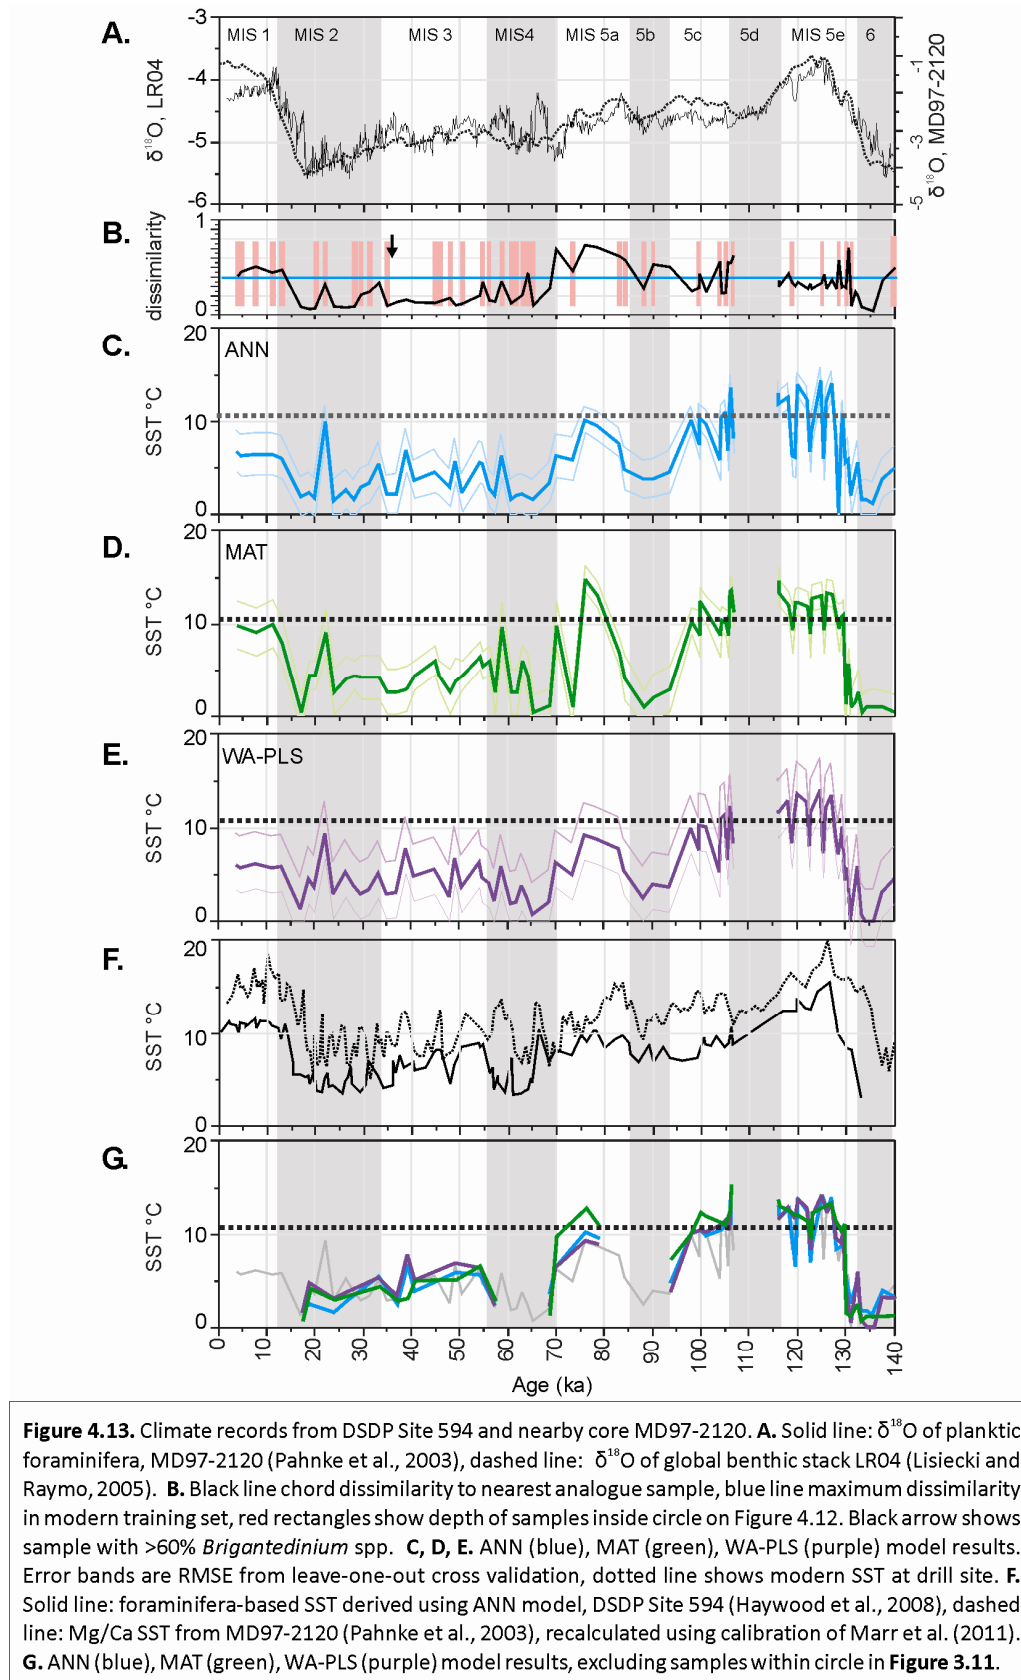 A.
-3
-4
-5
-6
δ¹⁸O, LR04
MIS 1
MIS 2
MIS 3
MIS4
MIS 5a
5b
5c
5d
MIS 5e
6
-1
-3
-5
δ¹⁸O, MD97-2120
B.
1
0
dissimilarity
C.
20
10
0
SST °C
ANN
D.
20
10
0
SST °C
MAT
E.
20
10
0
SST °C
WA-PLS
F.
20
10
0
SST °C
G.
20
10
0
SST °C
0 10 20 30 40 50 60 70 80 90 100 110 120 130 140
Age (ka)
Figure 4.13. Climate records from DSDP Site 594 and nearby core MD97-2120. A. Solid line: δ¹⁸O of planktic
foraminifera, MD97-2120 (Pahnke et al., 2003), dashed line: δ¹⁸O of global benthic stack LR04 (Lisiecki and
Raymo, 2005). B. Black line chord dissimilarity to nearest analogue sample, blue line maximum dissimilarity
in modern training set, red rectangles show depth of samples inside circle on Figure 4.12. Black arrow shows
sample with >60% Brigantedinium spp. C, D, E. ANN (blue), MAT (green), WA-PLS (purple) model results.
Error bands are RMSE from leave-one-out cross validation, dotted line shows modern SST at drill site. F.
Solid line: foraminifera-based SST derived using ANN model, DSDP Site 594 (Haywood et al., 2008), dashed
line: Mg/Ca SST from MD97-2120 (Pahnke et al., 2003), recalculated using calibration of Marr et al. (2011).
G. ANN (blue), MAT (green), WA-PLS (purple) model results, excluding samples within circle in Figure 3.11.